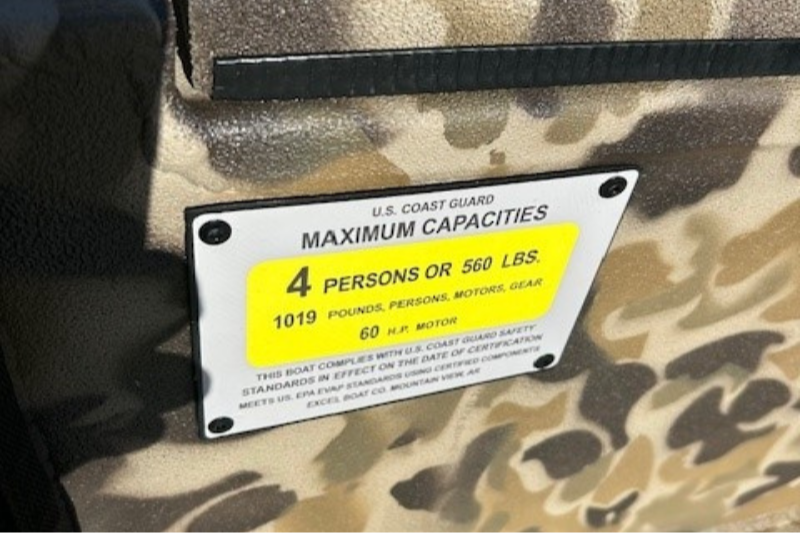 U.S. COAST GUARD
MAXIMUM CAPACITIES
4 PERSONS OR 560 LBS.
1019 POUNDS, PERSONS, MOTORS, GEAR
60 H.P. MOTOR
THIS BOAT COMPLIES WITH U.S. COAST GUARD SAFETY
STANDARDS IN EFFECT ON THE DATE OF CERTIFICATION
MEETS US. EPA EVAP STANDARDS USING CERTIFIED COMPONENTS
EXCEL BOAT CO. MOUNTAIN VIEW, AR